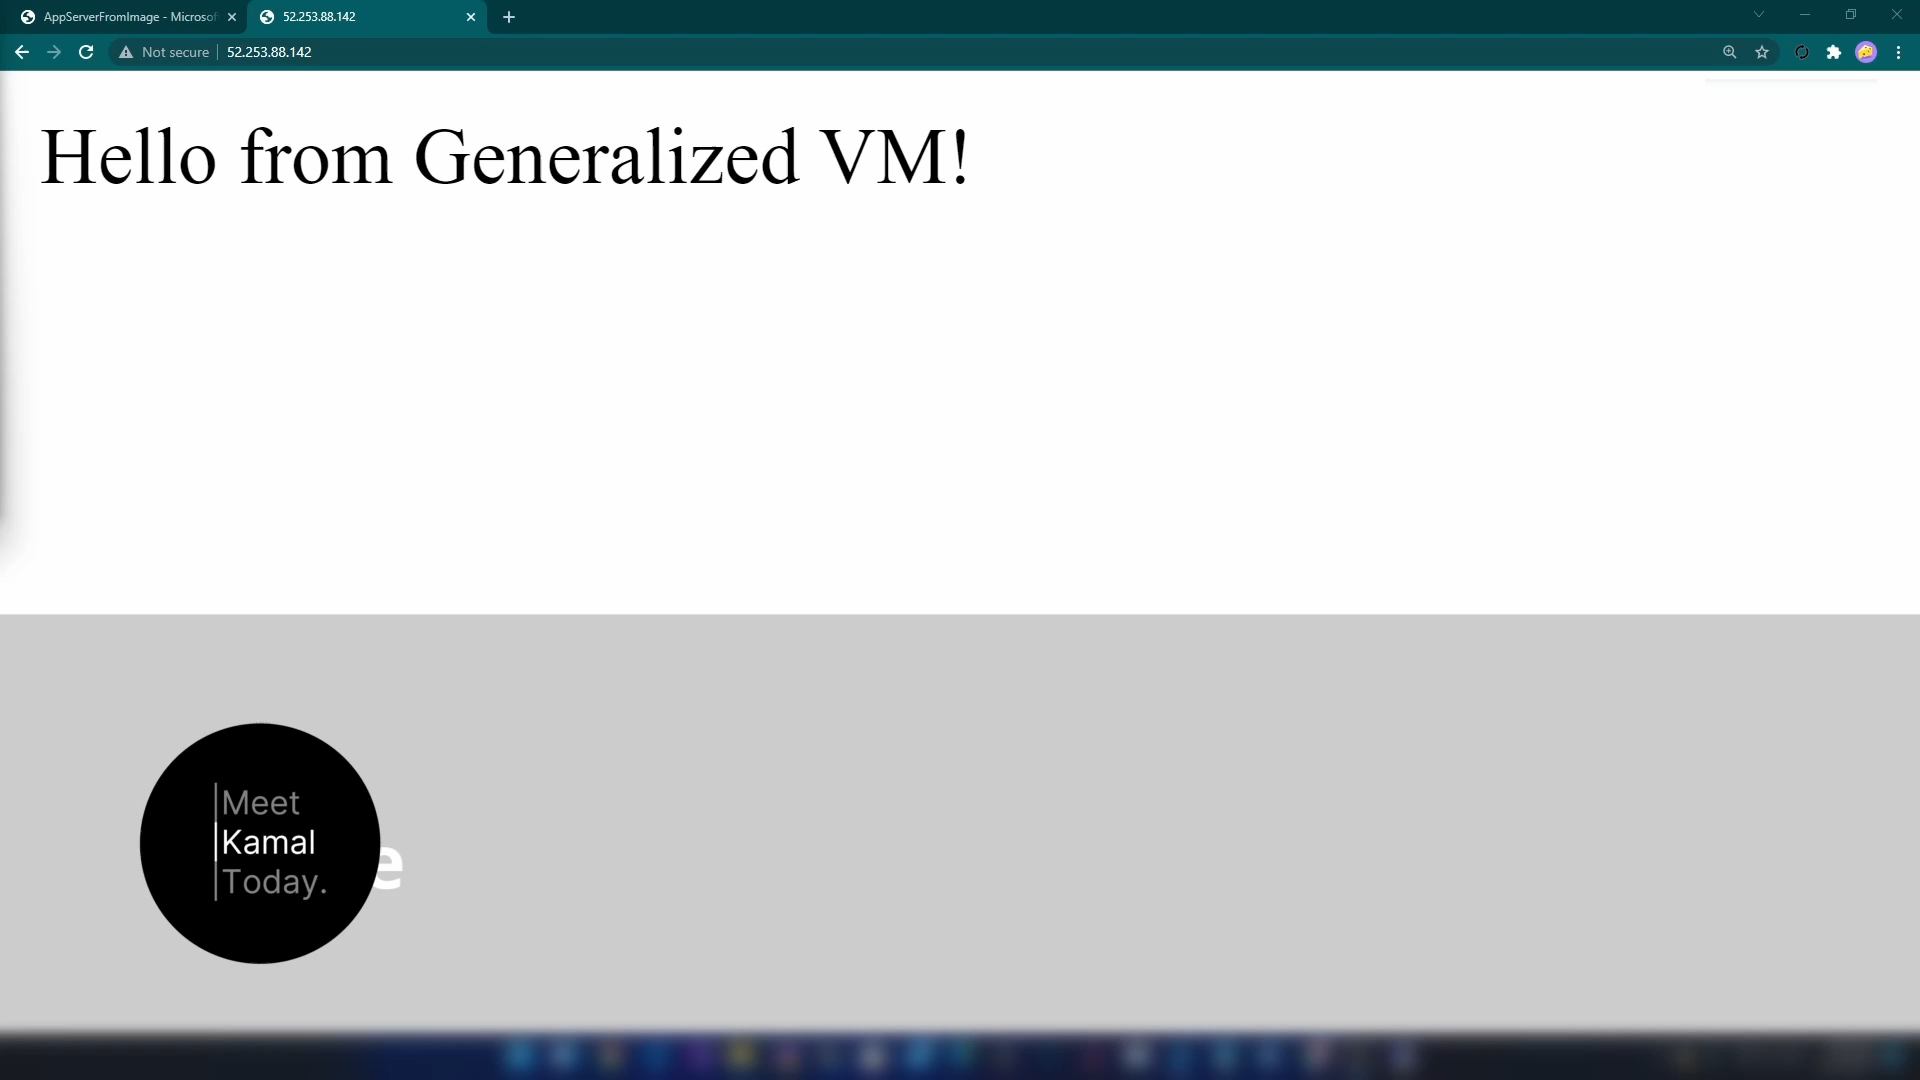 AppServerFromImage - Microsof
52.253.88.142
Not secure
52.253.88.142
Hello from Generalized VM!
Meet
Kamal
Today.
e